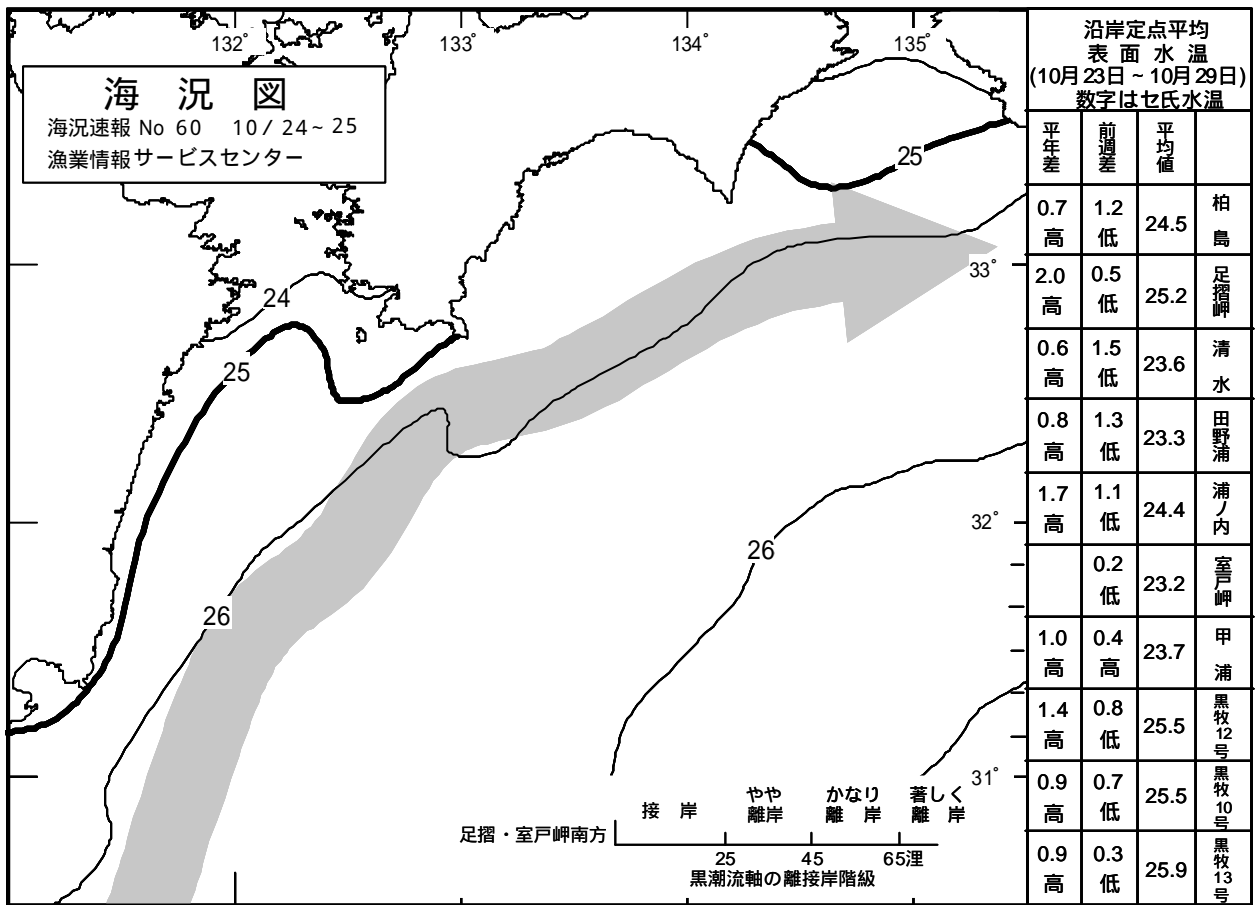 132°
133°
134°
135°
海 況 図
海況速報 No 60 10/24~25
漁業情報サービスセンター
25
33°
24
25
32°
26
26
31°
接 岸
やや
離岸
かなり
離 岸
著しく
離 岸
足摺・室戸岬南方
25
45
65浬
黒潮流軸の離接岸階級
沿岸定点平均
表 面 水 温
(10月23日~10月29日)
数字はセ氏水温
平年差 前週差 平均値
0.7高 1.2低 24.5 柏島
2.0高 0.5低 25.2 足摺岬
0.6高 1.5低 23.6 清水
0.8高 1.3低 23.3 田野浦
1.7高 1.1低 24.4 浦ノ内
0.2低 23.2 室戸岬
1.0高 0.4高 23.7 甲浦
1.4高 0.8低 25.5 黒牧12号
0.9高 0.7低 25.5 黒牧10号
0.9高 0.3低 25.9 黒牧13号